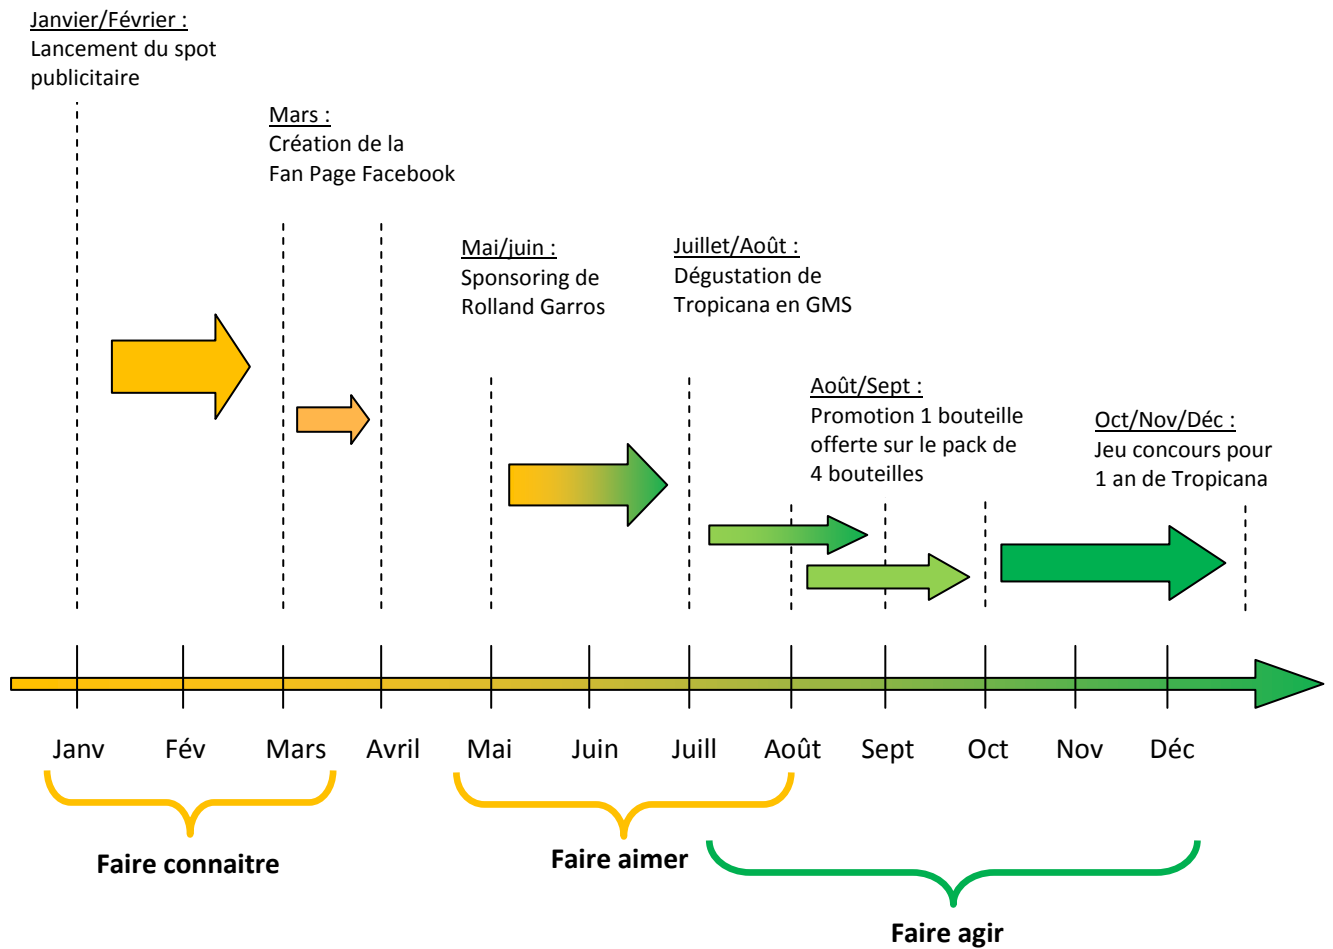 Janvier/Février :
Lancement du spot
publicitaire
Mars :
Création de la
Fan Page Facebook
Mai/juin :
Sponsoring de
Rolland Garros
Juillet/Août :
Dégustation de
Tropicana en GMS
Août/Sept :
Promotion 1 bouteille
offerte sur le pack de
4 bouteilles
Oct/Nov/Déc :
Jeu concours pour
1 an de Tropicana
Janv Fév Mars Avril Mai Juin Juill Août Sept Oct Nov Déc
Faire connaitre
Faire aimer
Faire agir